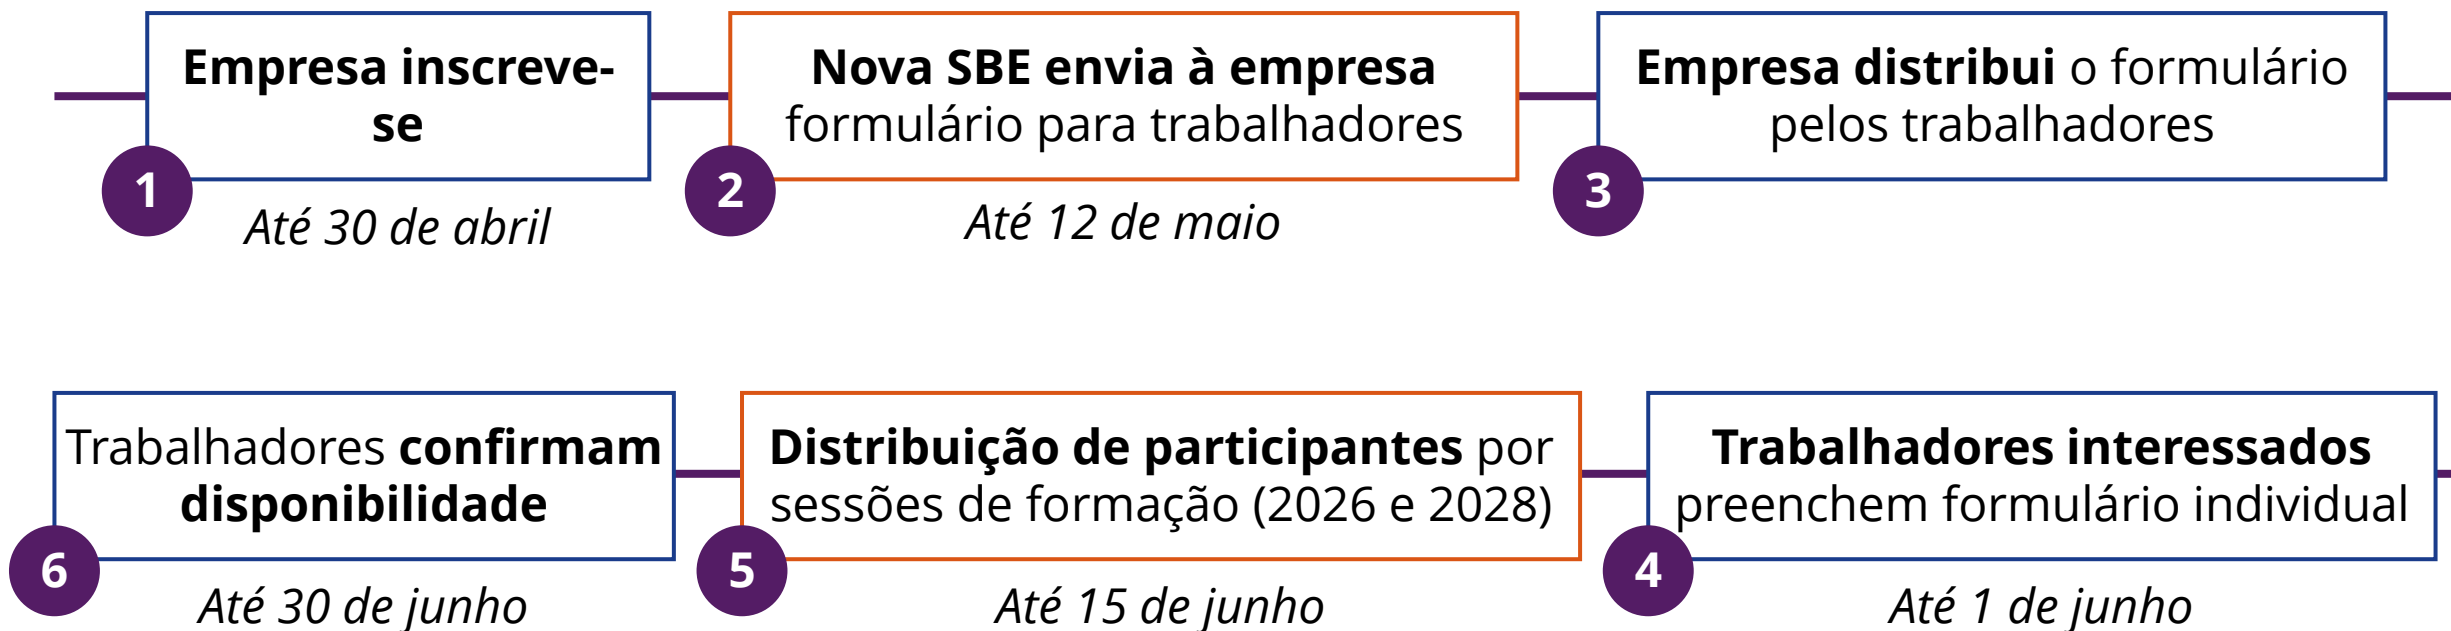 Empresa inscreve-
se
1
Até 30 de abril
Nova SBE envia à empresa
formulário para trabalhadores
2
Até 12 de maio
Empresa distribui o formulário
pelos trabalhadores
3
Trabalhadores interessados
preenchem formulário individual
4
Até 1 de junho
Distribuição de participantes por
sessões de formação (2026 e 2028)
5
Até 15 de junho
Trabalhadores confirmam
disponibilidade
6
Até 30 de junho